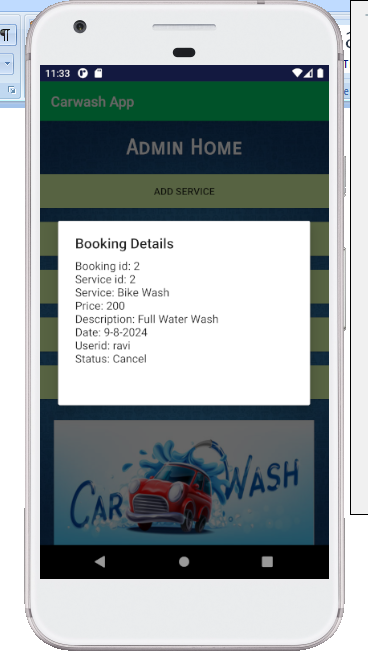 11:33
Carwash App
Admin Home
ADD SERVICE
Booking Details
Booking id: 2
Service id: 2
Service: Bike Wash
Price: 200
Description: Full Water Wash
Date: 9-8-2024
Userid: ravi
Status: Cancel
CAR WASH